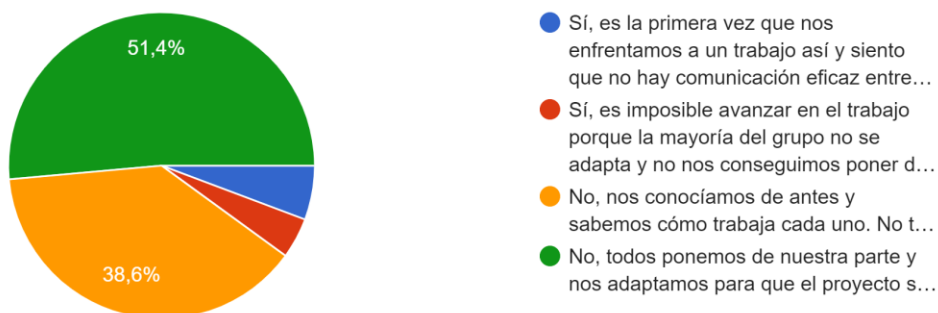 51,4%
38,6%
Sí, es la primera vez que nos
enfrentamos a un trabajo así y siento
que no hay comunicación eficaz entre…
Sí, es imposible avanzar en el trabajo
porque la mayoría del grupo no se
adapta y no nos conseguimos poner d…
No, nos conocíamos de antes y
sabemos cómo trabaja cada uno. No t…
No, todos ponemos de nuestra parte y
nos adaptamos para que el proyecto s…